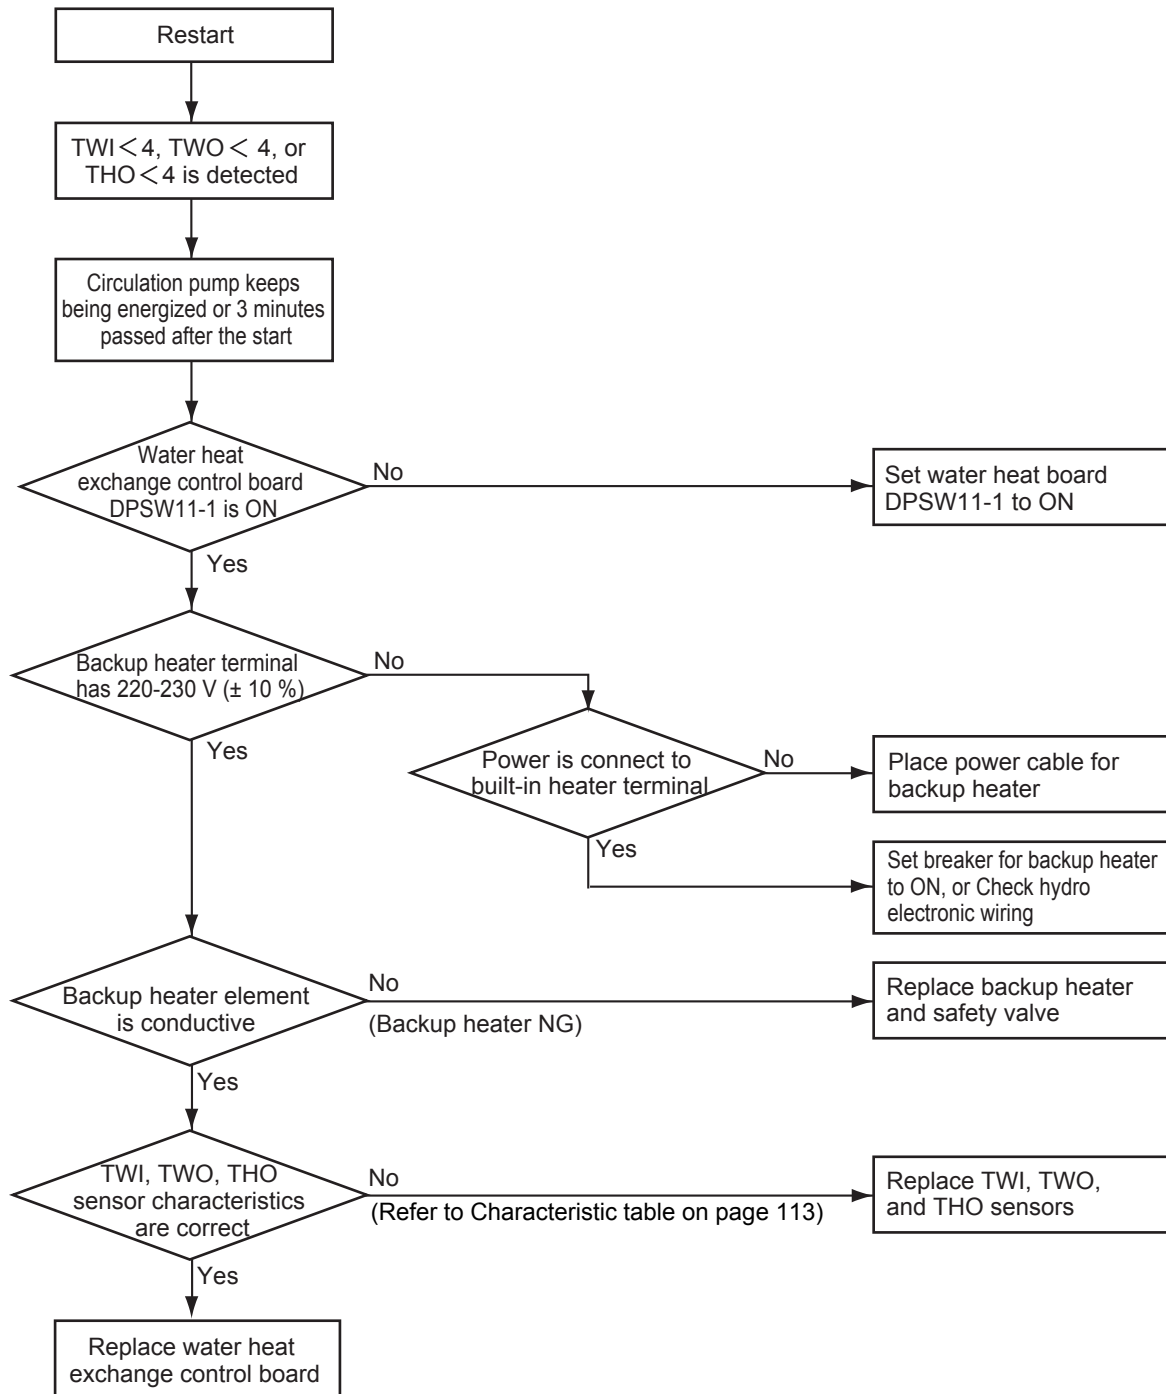 Restart
TWI＜4, TWO＜ 4, or
THO＜4 is detected
Circulation pump keeps
being energized or 3 minutes
passed after the start
Water heat
exchange control board
DPSW11-1 is ON
No
Set water heat board
DPSW11-1 to ON
Yes
Backup heater terminal
has 220-230 V (± 10 %)
No
Yes
Power is connect to
built-in heater terminal
No
Place power cable for
backup heater
Yes
Set breaker for backup heater
to ON, or Check hydro
electronic wiring
Backup heater element
is conductive
No
(Backup heater NG)
Replace backup heater
and safety valve
Yes
TWI, TWO, THO
sensor characteristics
are correct
No
(Refer to Characteristic table on page 113)
Replace TWI, TWO,
and THO sensors
Yes
Replace water heat
exchange control board